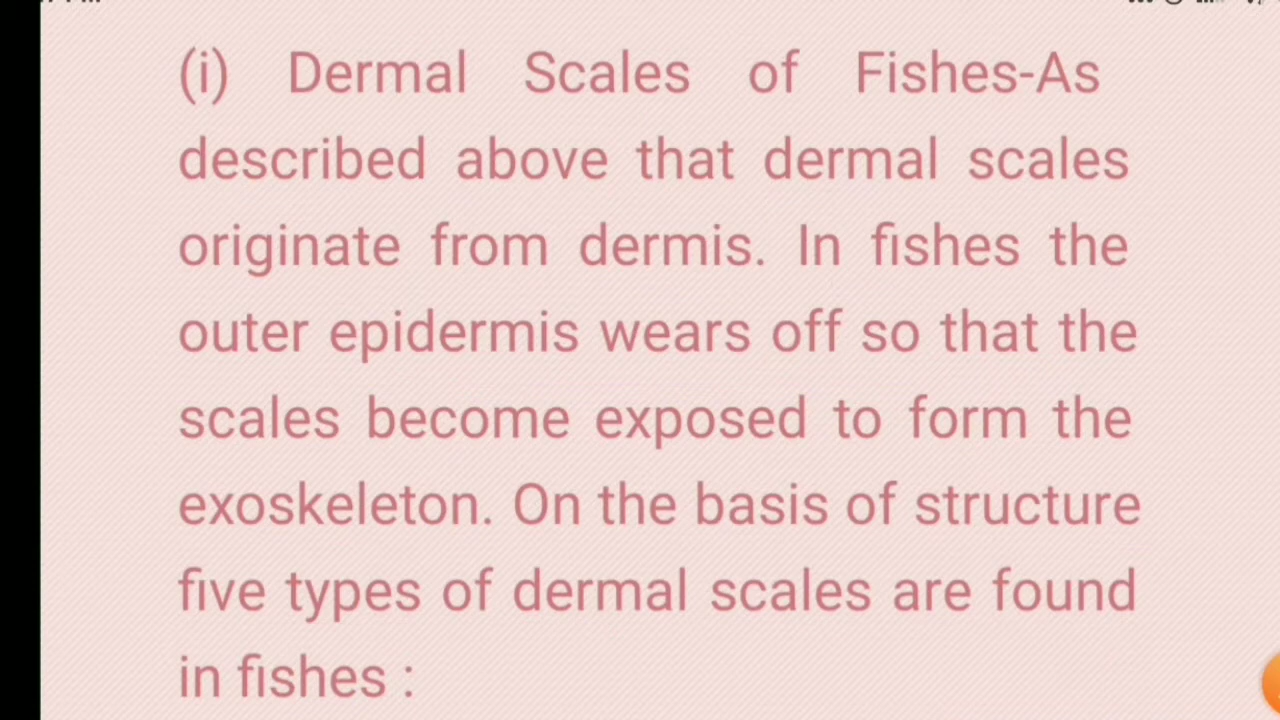 (i) Dermal Scales of Fishes-As
described above that dermal scales
originate from dermis. In fishes the
outer epidermis wears off so that the
scales become exposed to form the
exoskeleton. On the basis of structure
five types of dermal scales are found
in fishes :